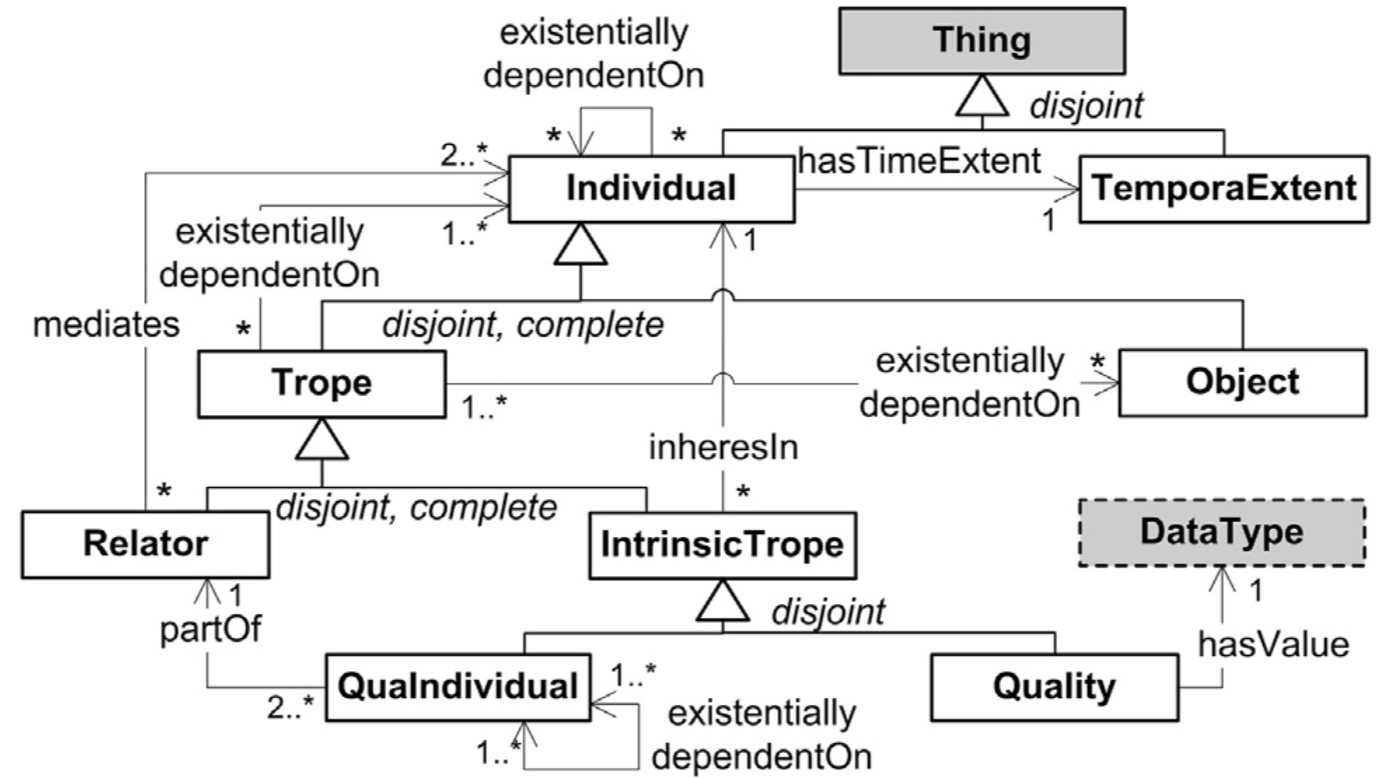 existentially
dependentOn
Thing
disjoint
*
*
2..*
hasTimeExtent
Individual
TemporaExtent
1
1..*
existentially
dependentOn
1
mediates
*
disjoint, complete
existentially
dependentOn
*
Trope
Object
1..*
inheresIn
*
*
disjoint, complete
Relator
IntrinsicTrope
DataType
1
partOf
disjoint
1
hasValue
QuaIndividual
1..*
Quality
2..*
existentially
dependentOn
1..*